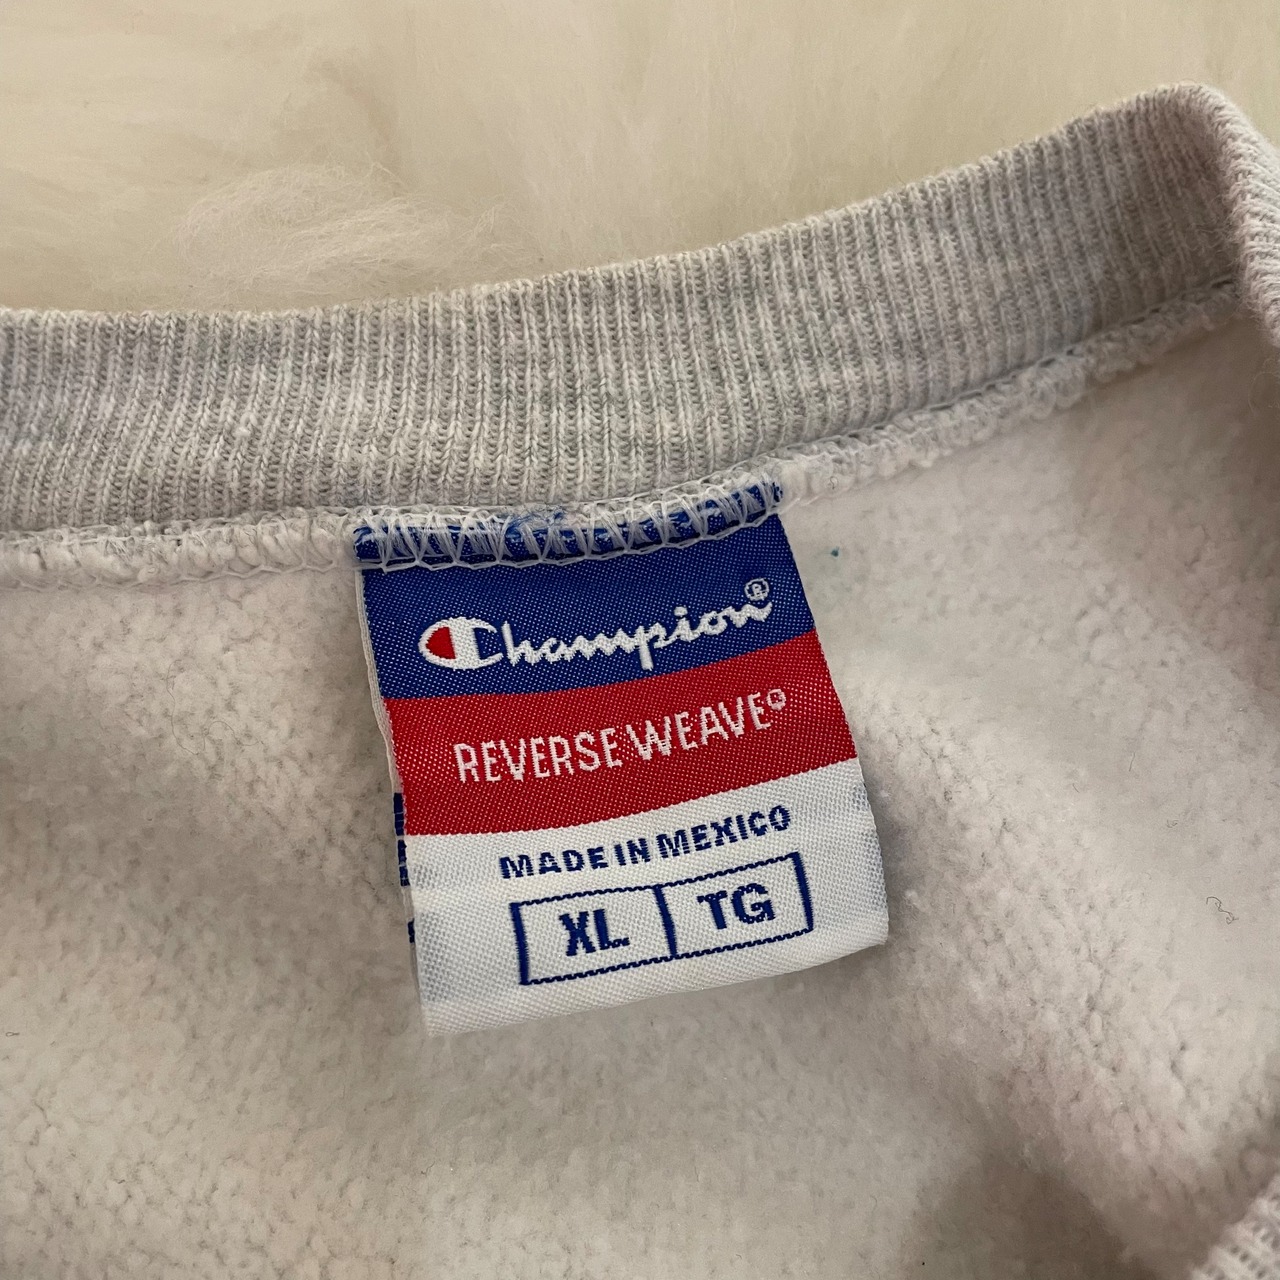 Champion®
REVERSE WEAVE®
MADE IN MEXICO
XL TG